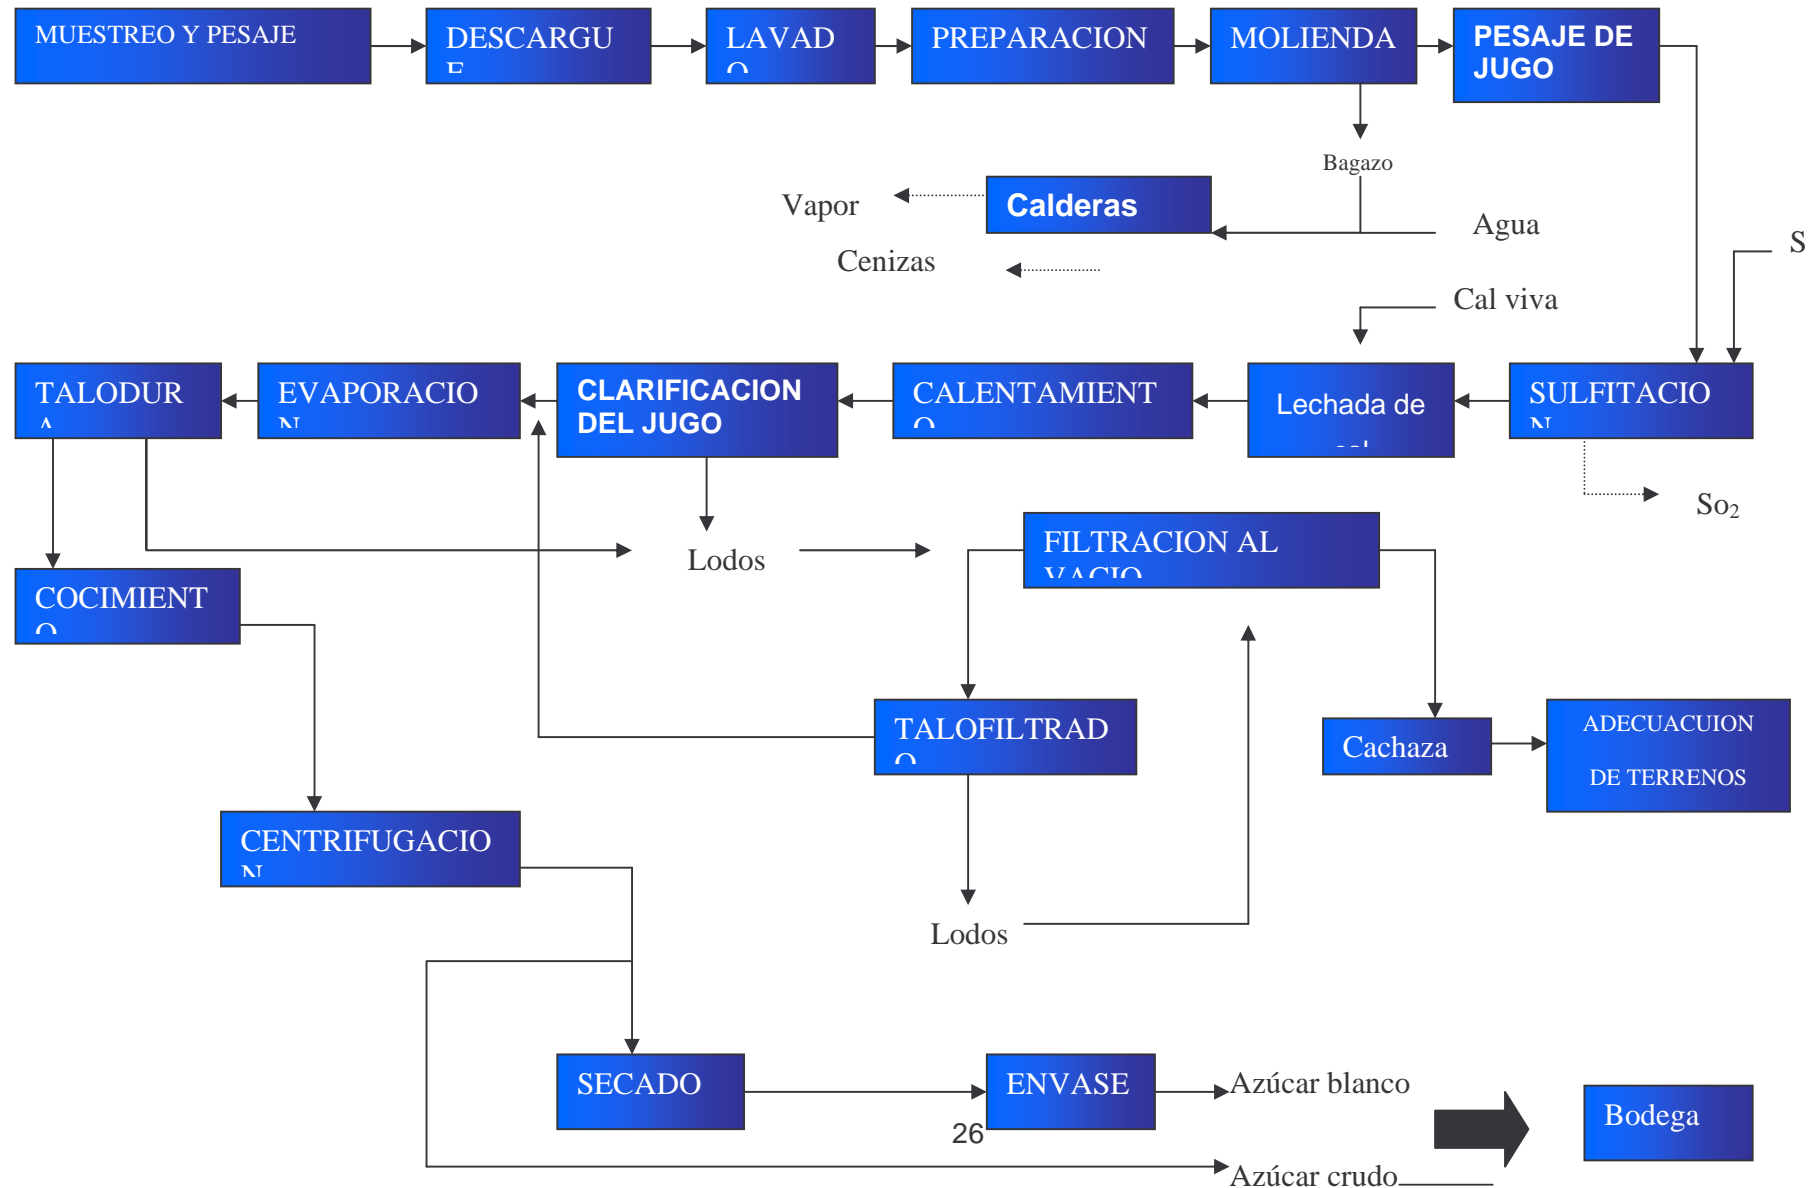 MUESTREO Y PESAJE
DESCARGU
E
LAVAD
O
PREPARACION
MOLIENDA
PESAJE DE
JUGO
Bagazo
Vapor
Calderas
Agua
S
Cenizas
Cal viva
TALODUR
A
EVAPORACIO
N
CLARIFICACION
DEL JUGO
CALENTAMIENT
O
Lechada de
cal
SULFITACIO
N
So₂
Lodos
FILTRACION AL
VACIO
COCIMIENT
O
TALOFILTRAD
O
Cachaza
ADECUACUION
DE TERRENOS
CENTRIFUGACIO
N
Lodos
SECADO
ENVASE
Azúcar blanco
Bodega
26
Azúcar crudo